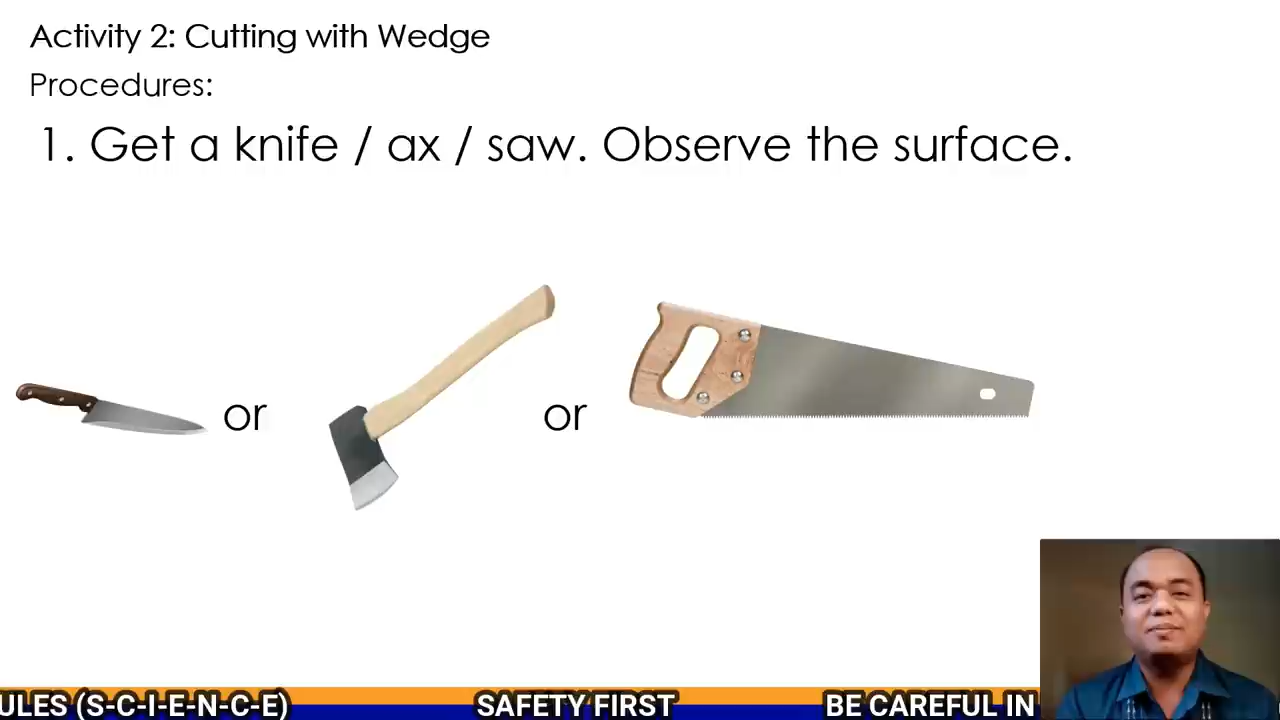 Activity 2: Cutting with Wedge
Procedures:
1. Get a knife / ax / saw. Observe the surface.
or or
ULES (S-C-I-E-N-C-E) SAFETY FIRST BE CAREFUL IN